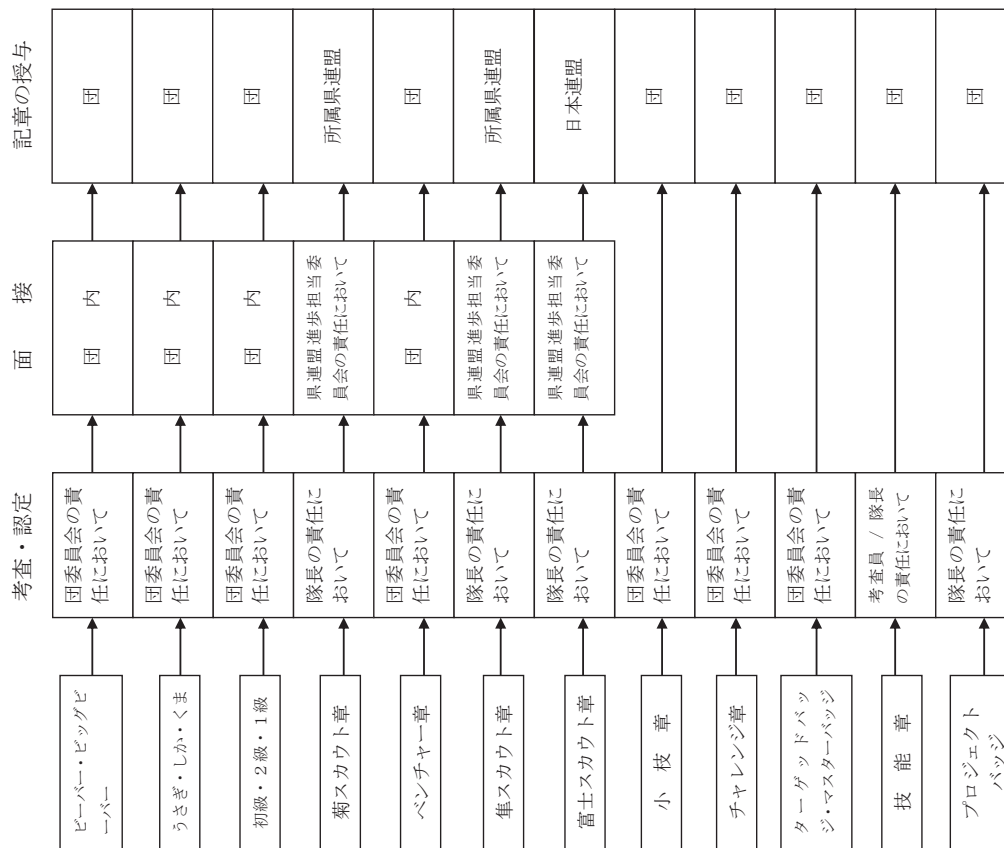 考査・認定
面　接
記章の授与
ビーバー・ビッグビ
ーバー
団委員会の責
任において
団　内
団
うさぎ・しか・くま
団委員会の責
任において
団　内
団
初級・２級・１級
団委員会の責
任において
団　内
団
菊スカウト章
隊長の責任に
おいて
県連盟進歩担当委
員会の責任において
所属県連盟
ベンチャー章
団委員会の責
任において
団　内
団
隼スカウト章
隊長の責任に
おいて
県連盟進歩担当委
員会の責任において
所属県連盟
富士スカウト章
隊長の責任に
おいて
県連盟進歩担当委
員会の責任において
日本連盟
小　枝　章
団委員会の責
任において
団
チャレンジ章
団委員会の責
任において
団
ターゲッドバッ
ジ・マスターバッジ
団委員会の責
任において
団
技　能　章
考査員 / 隊長
の責任において
団
プロジェクト
バッジ
隊長の責任に
おいて
団